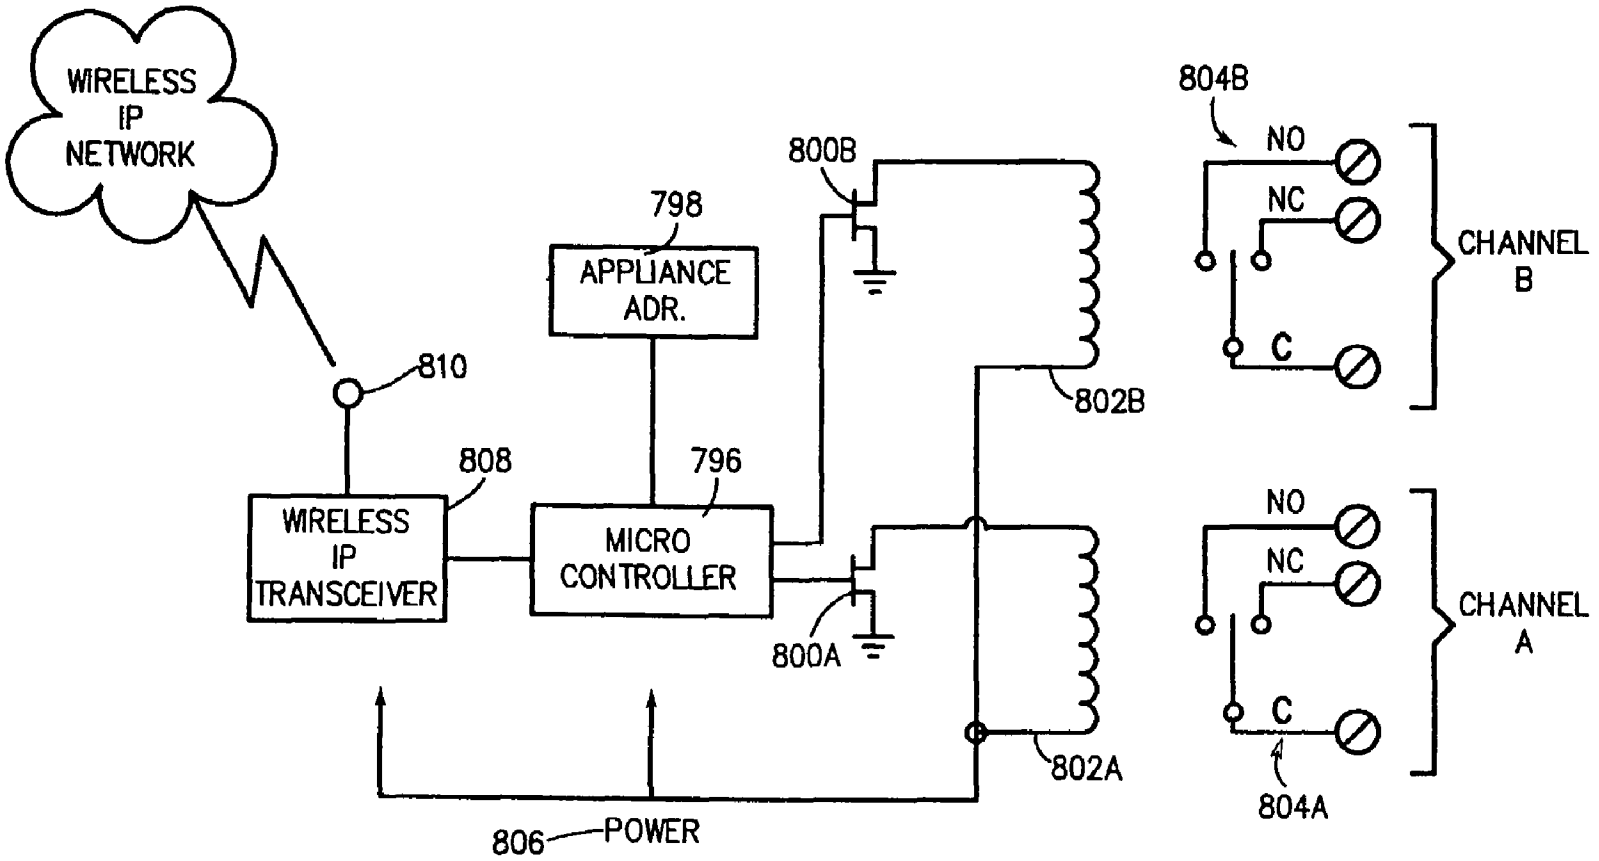 WIRELESS
IP
NETWORK
810
808
WIRELESS
IP
TRANSCEIVER
798
APPLIANCE
ADR.
796
MICRO
CONTROLLER
800B
800A
802B
802A
806
POWER
804B
NO
NC
C
CHANNEL
B
NO
NC
C
CHANNEL
A
804A